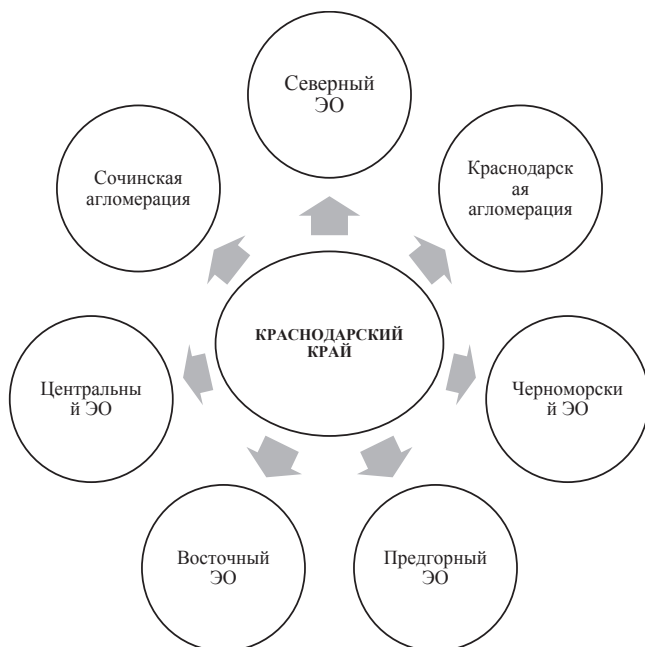 Северный
ЭО
Сочинская
агломерация
Краснодарск
ая
агломерация
КРАСНОДАРСКИЙ
КРАЙ
Центральны
й ЭО
Черноморски
й ЭО
Восточный
ЭО
Предгорный
ЭО